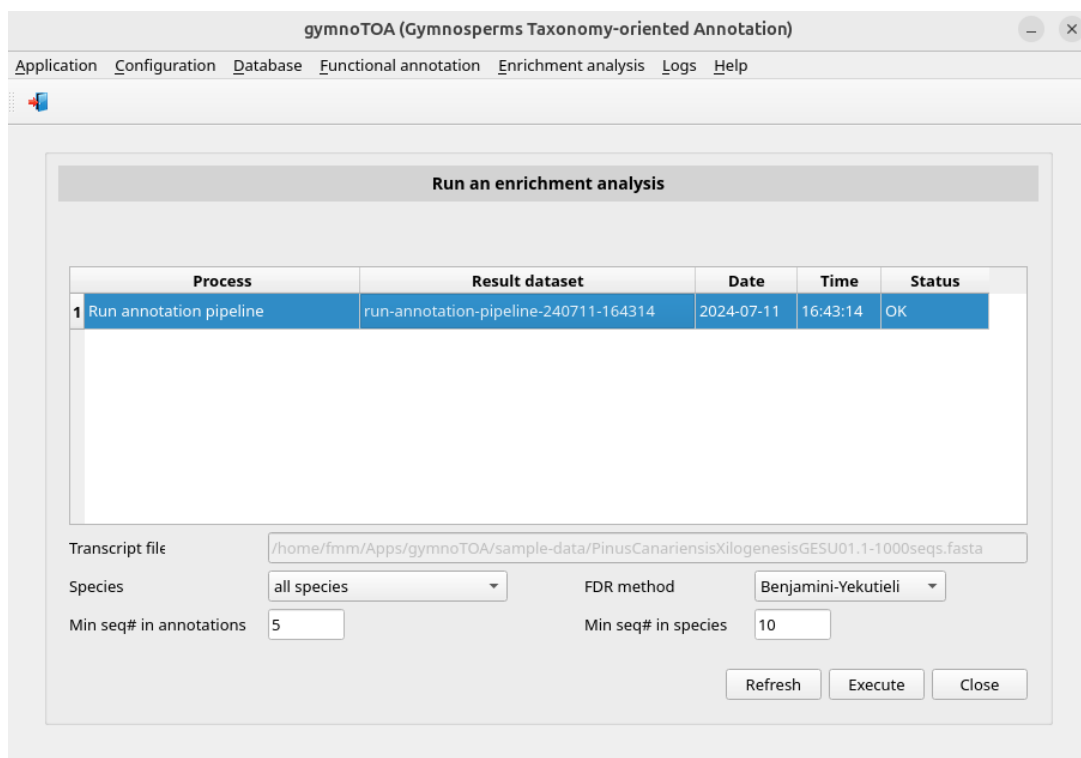 gymnoTOA (Gymnosperms Taxonomy-oriented Annotation)
Application Configuration Database Functional annotation Enrichment analysis Logs Help
Run an enrichment analysis
Process Result dataset Date Time Status
1 Run annotation pipeline run-annotation-pipeline-240711-164314 2024-07-11 16:43:14 OK
Transcript file /home/fmm/Apps/gymnoTOA/sample-data/PinusCanariensisXilogenesisGESU01.1-1000seqs.fasta
Species all species FDR method Benjamini-Yekutieli
Min seq# in annotations 5 Min seq# in species 10
Refresh Execute Close